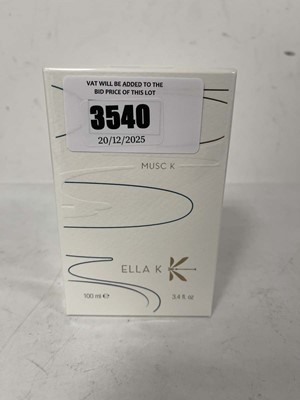 VAT WILL BE ADDED TO THE
BID PRICE OF THIS LOT
3540
20/12/2025
MUSC K
ELLA K K
100 ml ℮ 3.4 fl oz